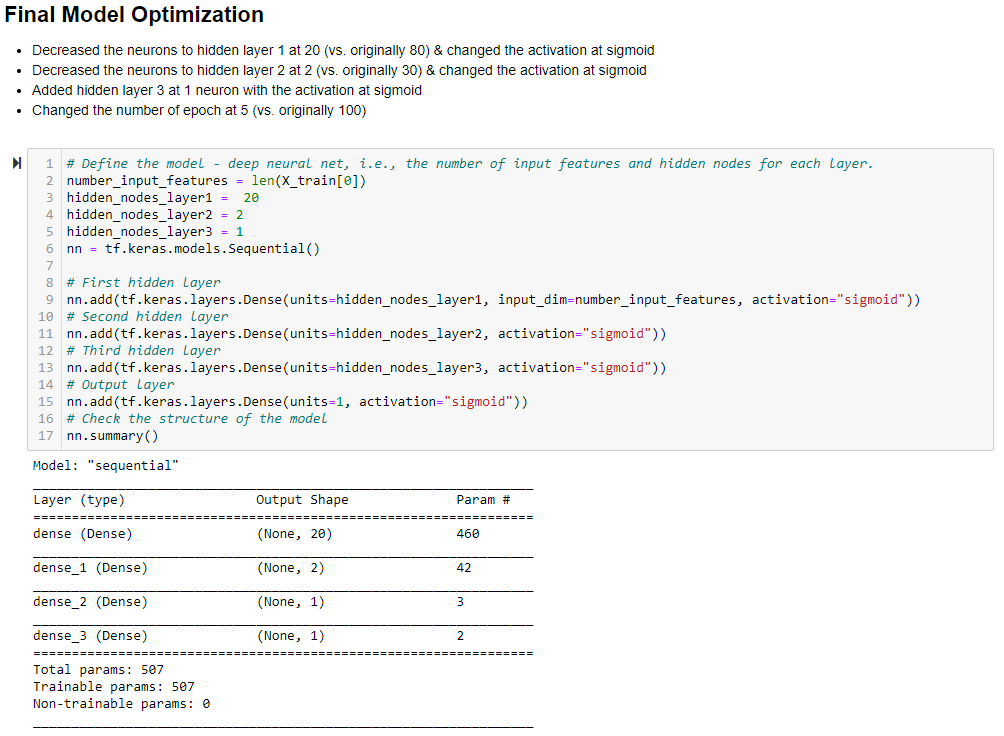 Final Model Optimization
• Decreased the neurons to hidden layer 1 at 20 (vs. originally 80) & changed the activation at sigmoid
• Decreased the neurons to hidden layer 2 at 2 (vs. originally 30) & changed the activation at sigmoid
• Added hidden layer 3 at 1 neuron with the activation at sigmoid
• Changed the number of epoch at 5 (vs. originally 100)
1 # Define the model - deep neural net, i.e., the number of input features and hidden nodes for each layer.
2 number_input_features = len(X_train[0])
3 hidden_nodes_layer1 =  20
4 hidden_nodes_layer2 = 2
5 hidden_nodes_layer3 = 1
6 nn = tf.keras.models.Sequential()
7
8 # First hidden layer
9 nn.add(tf.keras.layers.Dense(units=hidden_nodes_layer1, input_dim=number_input_features, activation="sigmoid"))
10 # Second hidden layer
11 nn.add(tf.keras.layers.Dense(units=hidden_nodes_layer2, activation="sigmoid"))
12 # Third hidden layer
13 nn.add(tf.keras.layers.Dense(units=hidden_nodes_layer3, activation="sigmoid"))
14 # Output layer
15 nn.add(tf.keras.layers.Dense(units=1, activation="sigmoid"))
16 # Check the structure of the model
17 nn.summary()
Model: "sequential"
Layer (type) Output Shape Param #
dense (Dense) (None, 20) 460
dense_1 (Dense) (None, 2) 42
dense_2 (Dense) (None, 1) 3
dense_3 (Dense) (None, 1) 2
Total params: 507
Trainable params: 507
Non-trainable params: 0